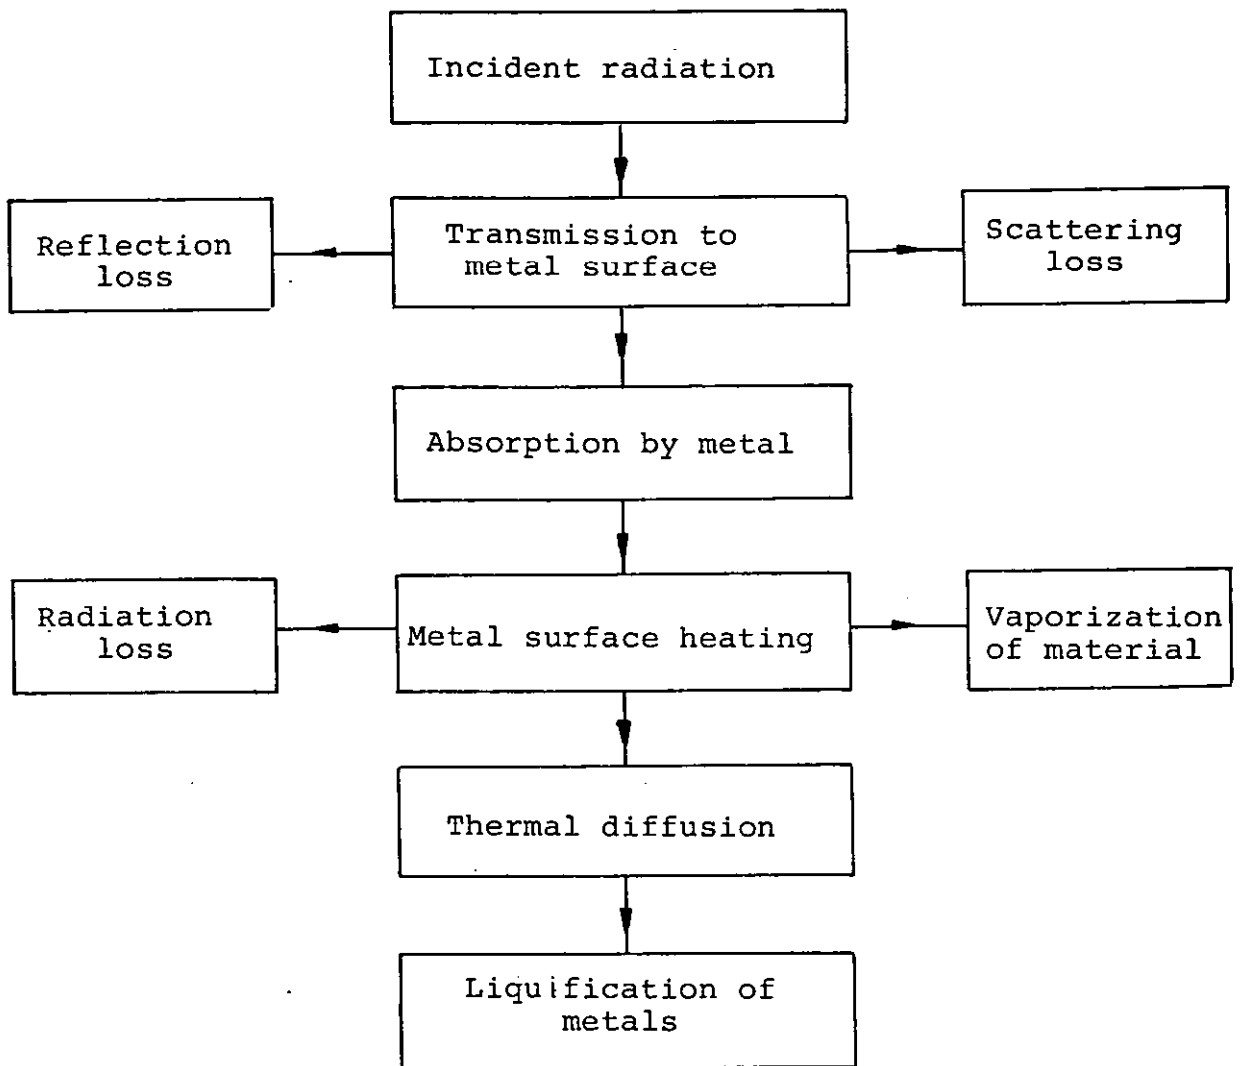 Incident radiation
Reflection
loss
Transmission to
metal surface
Scattering
loss
Absorption by metal
Radiation
loss
Metal surface heating
Vaporization
of material
Thermal diffusion
Liquification of
metals